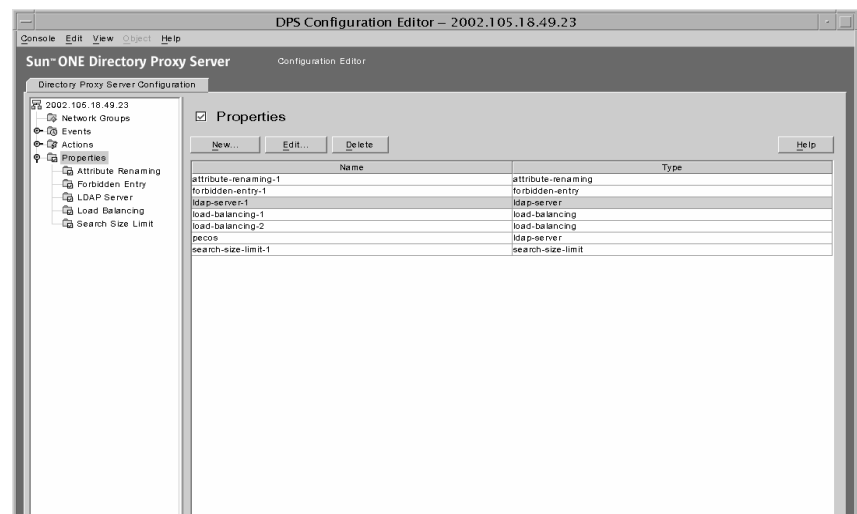 DPS Configuration Editor – 2002.105.18.49.23
Console Edit View Object Help
Sun™ ONE Directory Proxy Server Configuration Editor
Directory Proxy Server Configuration
2002.105.18.49.23
Network Groups
Events
Actions
Properties
Attribute Renaming
Forbidden Entry
LDAP Server
Load Balancing
Search Size Limit
Properties
New... Edit... Delete Help
Name Type
attribute-renaming-1 attribute-renaming
forbidden-entry-1 forbidden-entry
ldap-server-1 ldap-server
load-balancing-1 load-balancing
load-balancing-2 load-balancing
pecos ldap-server
search-size-limit-1 search-size-limit